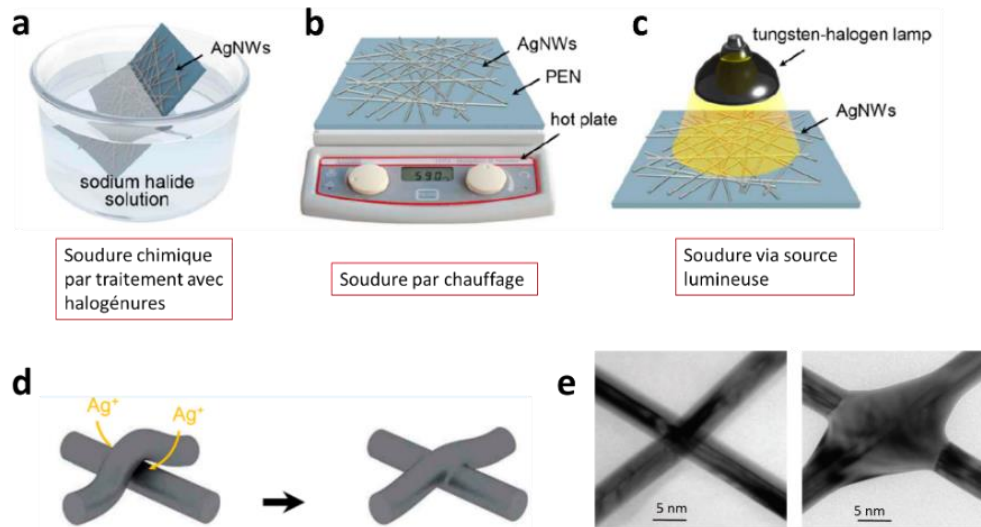 a
AgNWs
sodium halide
solution
Soudure chimique
par traitement avec
halogénures
b
AgNWs
PEN
hot plate
590
Soudure par chauffage
c
tungsten-halogen lamp
AgNWs
Soudure via source
lumineuse
d
Ag⁺
Ag⁺
e
5 nm
5 nm